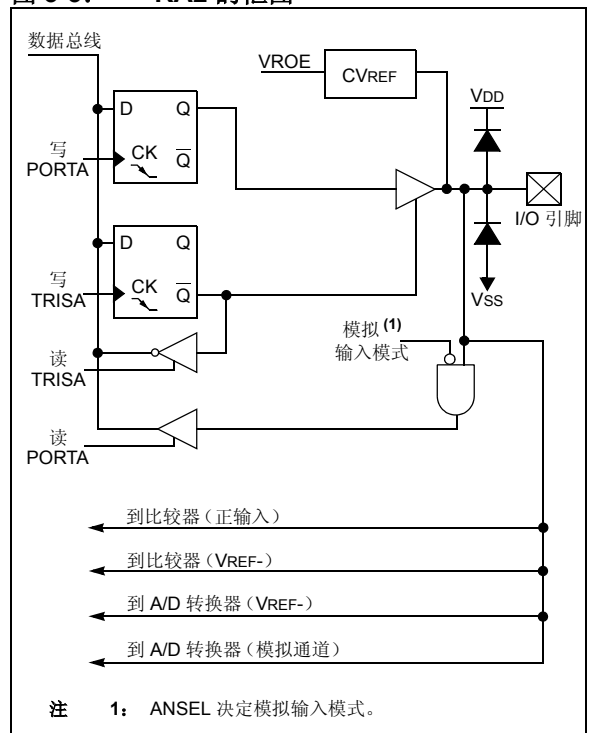 数据总线
VROE
CVREF
VDD
D Q
写
PORTA
CK
Q
I/O 引脚
D Q
写
TRISA
CK
Q
VSS
读
TRISA
模拟 (1)
输入模式
读
PORTA
到比较器（正输入）
到比较器（VREF-）
到 A/D 转换器（VREF-）
到 A/D 转换器（模拟通道）
注 1： ANSEL 决定模拟输入模式。